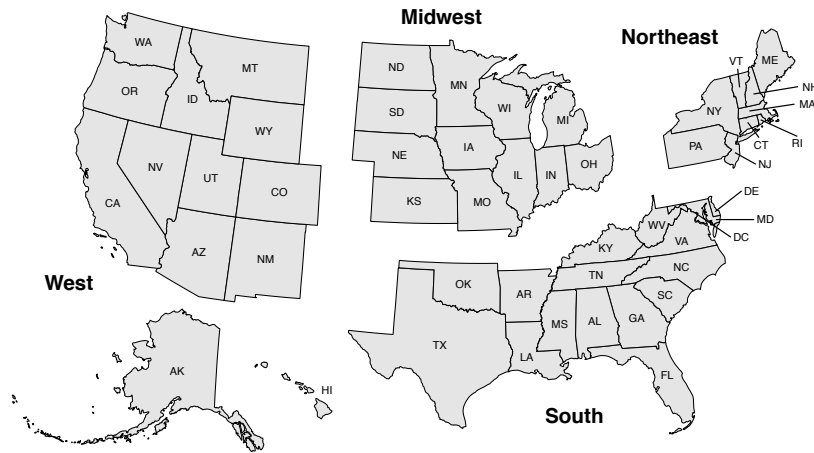 Midwest
Northeast
WA
MT
OR
ID
WY
NV
UT
CO
CA
AZ
NM
West
ND
MN
SD
WI
MI
IA
NE
IL
IN
OH
KS
MO
VT
ME
NH
NY
MA
PA
CT
RI
NJ
DE
WV
MD
KY
VA
DC
TN
NC
OK
AR
SC
MS
AL
GA
TX
LA
FL
South
AK
HI